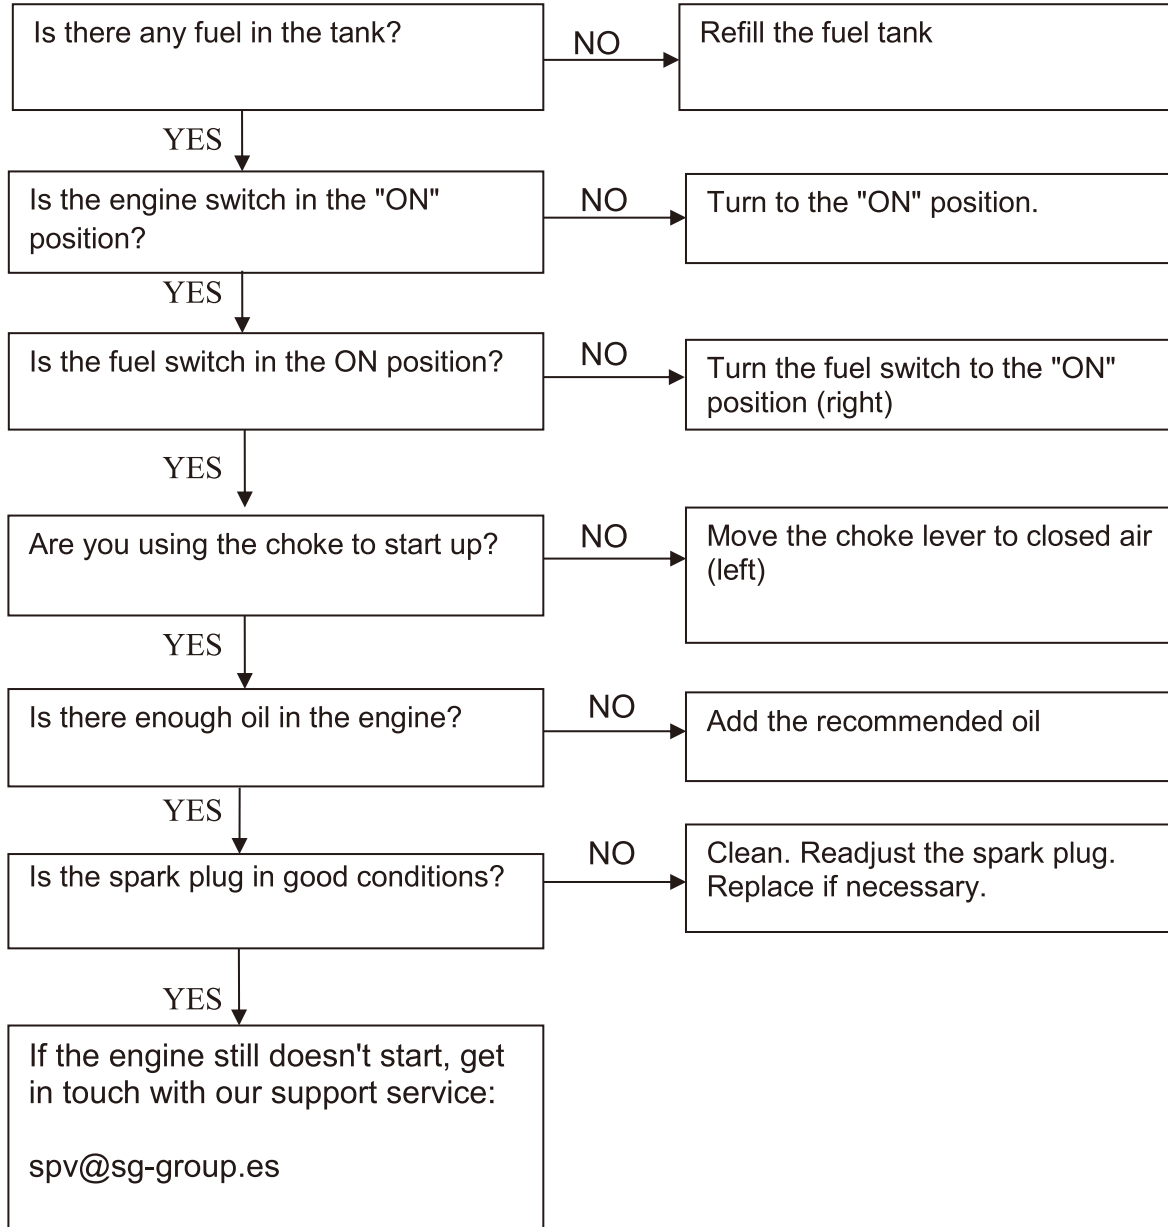 Is there any fuel in the tank?
NO
Refill the fuel tank
YES
Is the engine switch in the "ON"
position?
NO
Turn to the "ON" position.
YES
Is the fuel switch in the ON position?
NO
Turn the fuel switch to the "ON"
position (right)
YES
Are you using the choke to start up?
NO
Move the choke lever to closed air
(left)
YES
Is there enough oil in the engine?
NO
Add the recommended oil
YES
Is the spark plug in good conditions?
NO
Clean. Readjust the spark plug.
Replace if necessary.
YES
If the engine still doesn't start, get
in touch with our support service:
spv@sg-group.es